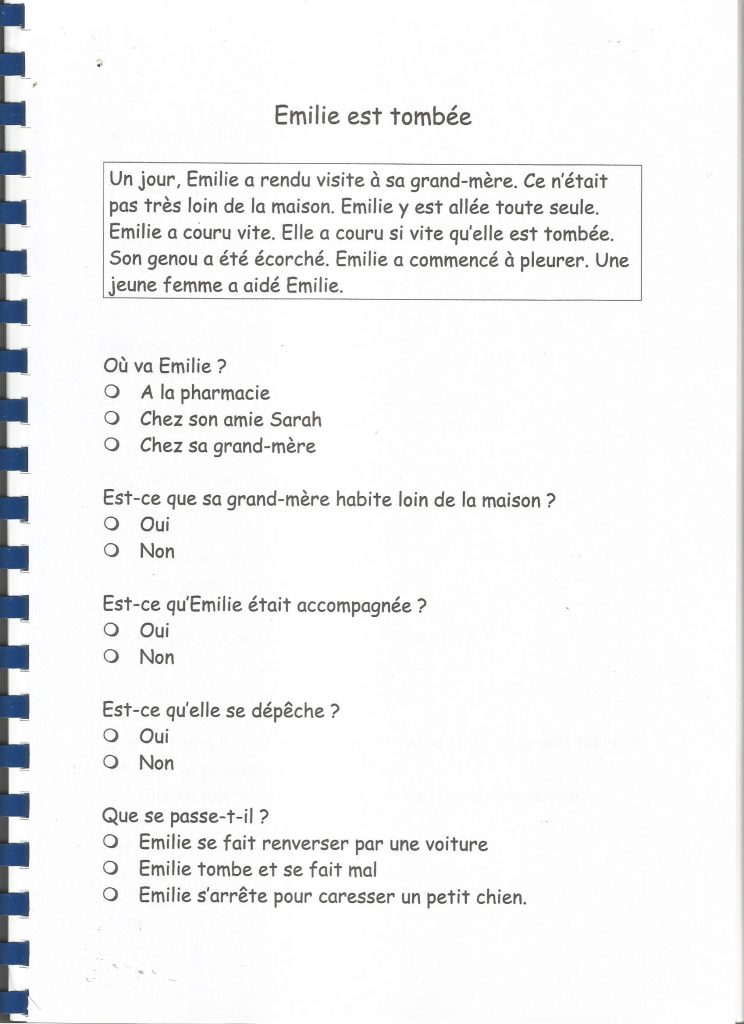 Emilie est tombée
Un jour, Emilie a rendu visite à sa grand-mère. Ce n'était
pas très loin de la maison. Emilie y est allée toute seule.
Emilie a couru vite. Elle a couru si vite qu'elle est tombée.
Son genou a été écorché. Emilie a commencé à pleurer. Une
jeune femme a aidé Emilie.
Où va Emilie ?
A la pharmacie
Chez son amie Sarah
Chez sa grand-mère
Est-ce que sa grand-mère habite loin de la maison ?
Oui
Non
Est-ce qu'Emilie était accompagnée ?
Oui
Non
Est-ce qu'elle se dépêche ?
Oui
Non
Que se passe-t-il ?
Emilie se fait renverser par une voiture
Emilie tombe et se fait mal
Emilie s'arrête pour caresser un petit chien.